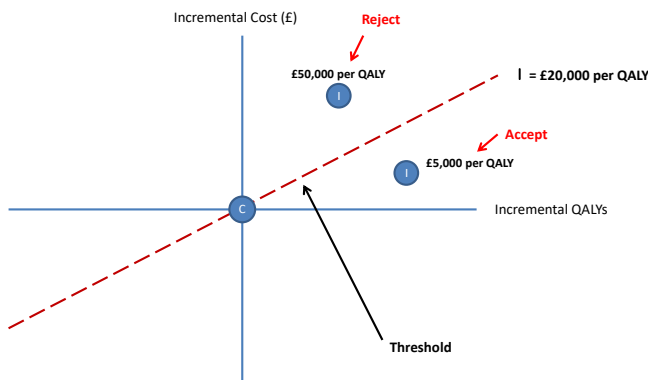 Incremental Cost (£)
Reject
£50,000 per QALY
I
I = £20,000 per QALY
Accept
£5,000 per QALY
I
C
Incremental QALYs
Threshold